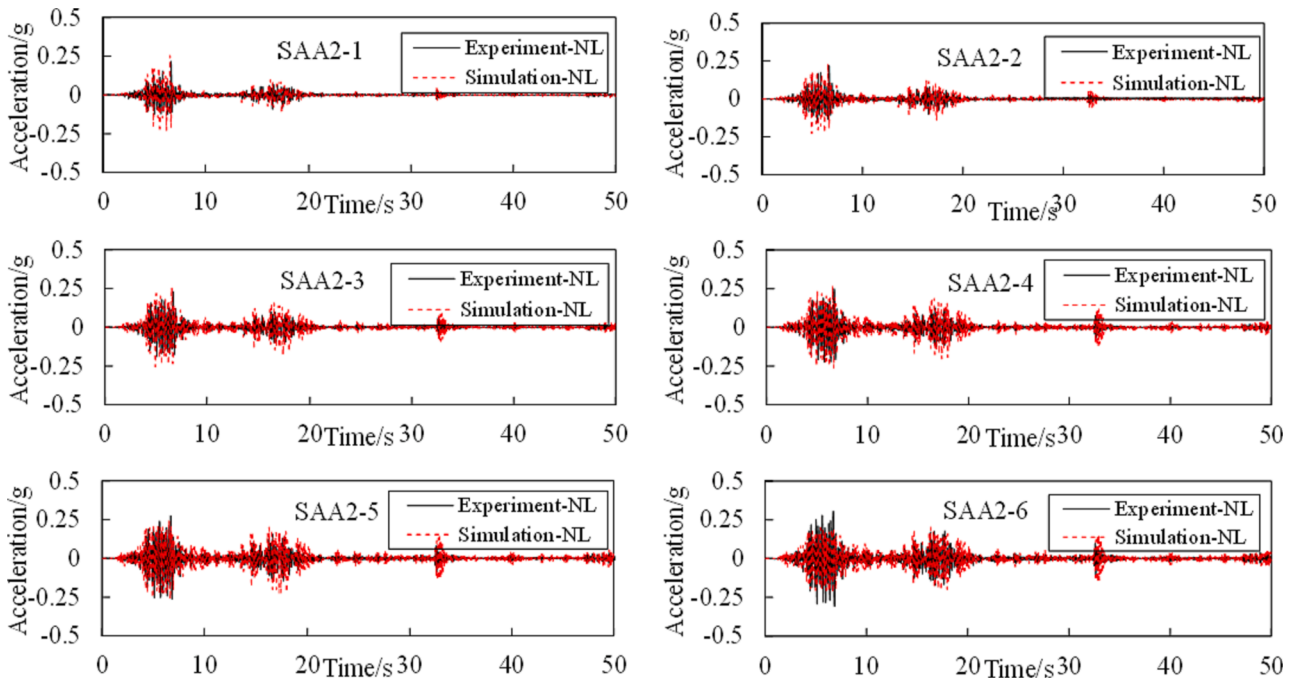 0.5
0.25
0
-0.25
-0.5
Acceleration/g
SAA2-1
Experiment-NL
Simulation-NL
0 10 20 Time/s 30 40 50
0.5
0.25
0
-0.25
-0.5
Acceleration/g
SAA2-2
Experiment-NL
Simulation-NL
0 10 20 Time/s 30 40 50
0.5
0.25
0
-0.25
-0.5
Acceleration/g
SAA2-3
Experiment-NL
Simulation-NL
0 10 20 Time/s 30 40 50
0.5
0.25
0
-0.25
-0.5
Acceleration/g
SAA2-4
Experiment-NL
Simulation-NL
0 10 20 Time/s 30 40 50
0.5
0.25
0
-0.25
-0.5
Acceleration/g
SAA2-5
Experiment-NL
Simulation-NL
0 10 20 Time/s 30 40 50
0.5
0.25
0
-0.25
-0.5
Acceleration/g
SAA2-6
Experiment-NL
Simulation-NL
0 10 20 Time/s 30 40 50